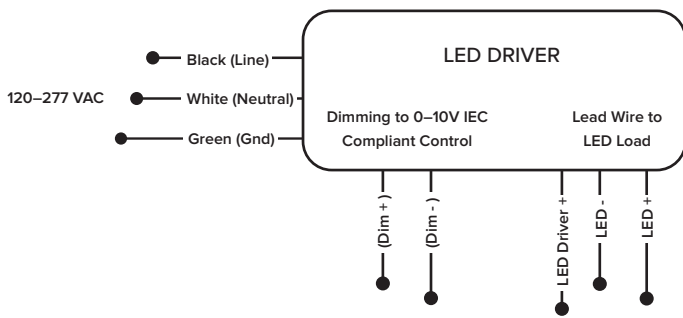 LED DRIVER
Black (Line)
120–277 VAC
White (Neutral)
Green (Gnd)
Dimming to 0–10V IEC
Compliant Control
Lead Wire to
LED Load
(Dim + )
(Dim - )
LED Driver +
LED -
LED +